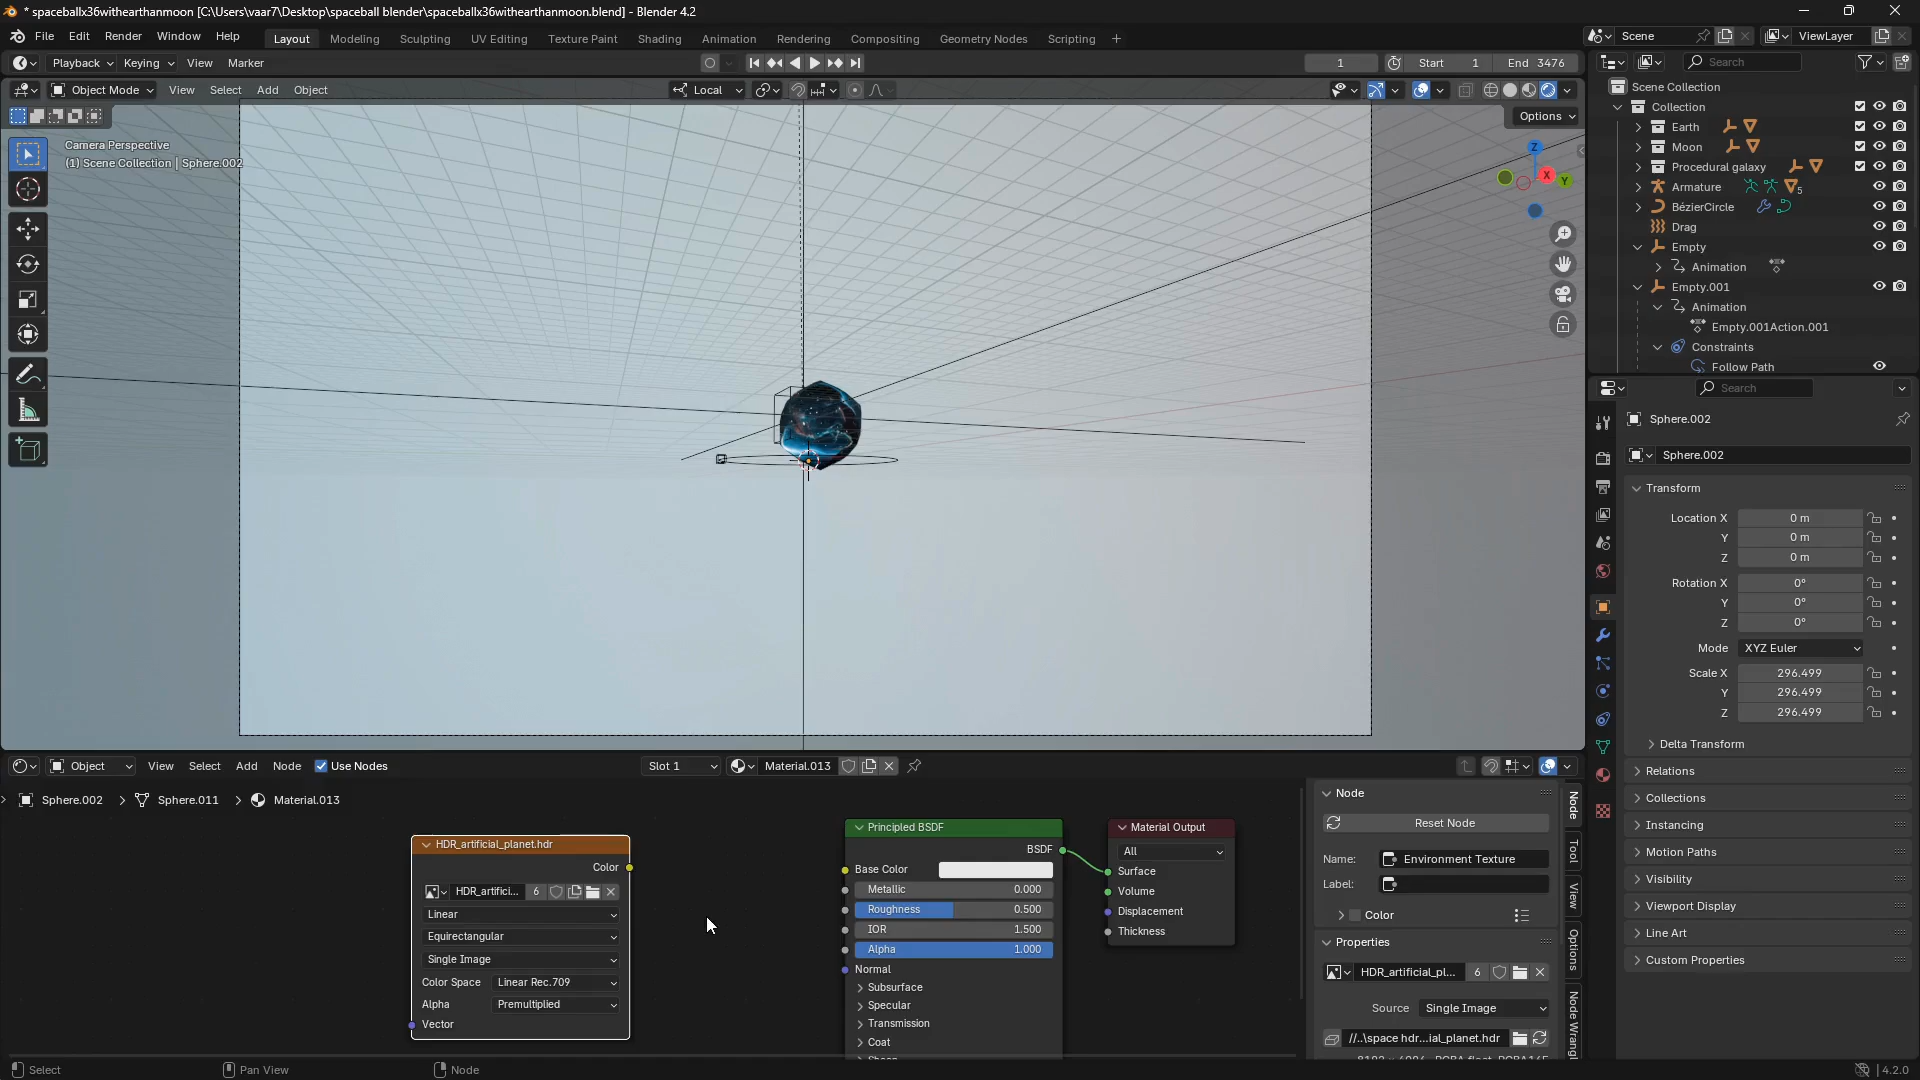 * spaceballx36withearthanmoon [C:\Users\vaar7\Desktop\spaceball blender\spaceballx36withearthanmoon.blend] - Blender 4.2
File Edit Render Window Help Layout Modeling Sculpting UV Editing Texture Paint Shading Animation Rendering Compositing Geometry Nodes Scripting + Scene ViewLayer
Playback Keying View Marker 1 Start 1 End 3476 Search
Object Mode View Select Add Object Local
Options
Camera Perspective
(1) Scene Collection | Sphere.002
Z
X
Y
Scene Collection
Collection
Earth
Moon
Procedural galaxy
Armature 5
BézierCircle
Drag
Empty
Animation
Empty.001
Animation
Empty.001Action.001
Constraints
Follow Path
Search
Sphere.002
Sphere.002
Transform
Location X 0 m
Y 0 m
Z 0 m
Rotation X 0°
Y 0°
Z 0°
Mode XYZ Euler
Scale X 296.499
Y 296.499
Z 296.499
Delta Transform
Relations
Collections
Instancing
Motion Paths
Visibility
Viewport Display
Line Art
Custom Properties
Object View Select Add Node Use Nodes Slot 1 Material.013
Sphere.002 Sphere.011 Material.013
HDR_artificial_planet.hdr
Color
HDR_artifici... 6
Linear
Equirectangular
Single Image
Color Space Linear Rec.709
Alpha Premultiplied
Vector
Principled BSDF
BSDF
Base Color
Metallic 0.000
Roughness 0.500
IOR 1.500
Alpha 1.000
Normal
Subsurface
Specular
Transmission
Coat
Material Output
All
Surface
Volume
Displacement
Thickness
Node
Reset Node
Name: Environment Texture
Label:
Color
Properties
HDR_artificial_pl... 6
Source Single Image
//..\space hdr...ial_planet.hdr
Node
Tool
View
Options
Node Wrangl
Select Pan View Node 4.2.0